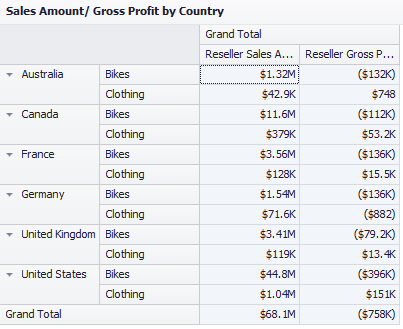 Sales Amount/ Gross Profit by Country
Grand Total
Reseller Sales A... Reseller Gross P...
Australia Bikes $1.32M ($132K)
Clothing $42.9K $748
Canada Bikes $11.6M ($112K)
Clothing $379K $53.2K
France Bikes $3.56M ($136K)
Clothing $128K $15.5K
Germany Bikes $1.54M ($136K)
Clothing $71.6K ($882)
United Kingdom Bikes $3.41M ($79.2K)
Clothing $119K $13.4K
United States Bikes $44.8M ($396K)
Clothing $1.04M $151K
Grand Total $68.1M ($758K)